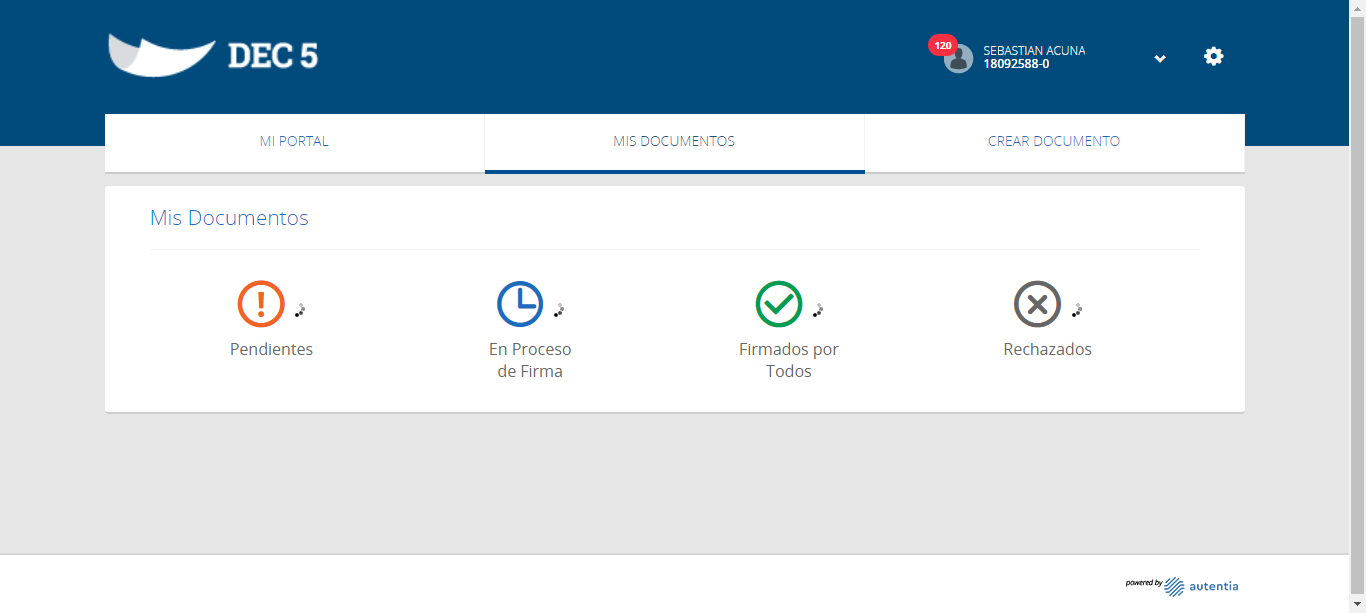 DEC 5
120
SEBASTIAN ACUNA
18092588-0
MI PORTAL
MIS DOCUMENTOS
CREAR DOCUMENTO
Mis Documentos
Pendientes
En Proceso
de Firma
Firmados por
Todos
Rechazados
powered by autentia